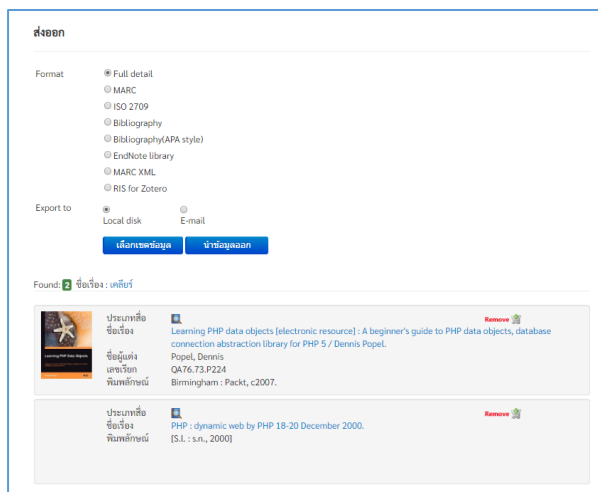 ส่งออก
Format
Full detail
MARC
ISO 2709
Bibliography
Bibliography(APA style)
EndNote library
MARC XML
RIS for Zotero
Export to
Local disk E-mail
เลือกเขตข้อมูล นำข้อมูลออก
Found: 2 ชื่อเรื่อง : เคลียร์
ประเภทสื่อ Remove
ชื่อเรื่อง Learning PHP data objects [electronic resource] : A beginner's guide to PHP data objects, database
connection abstraction library for PHP 5 / Dennis Popel.
ชื่อผู้แต่ง Popel, Dennis
เลขเรียก QA76.73.P224
พิมพลักษณ์ Birmingham : Packt, c2007.
Learning PHP Data Objects
ประเภทสื่อ Remove
ชื่อเรื่อง PHP : dynamic web by PHP 18-20 December 2000.
พิมพลักษณ์ [S.l. : s.n., 2000]